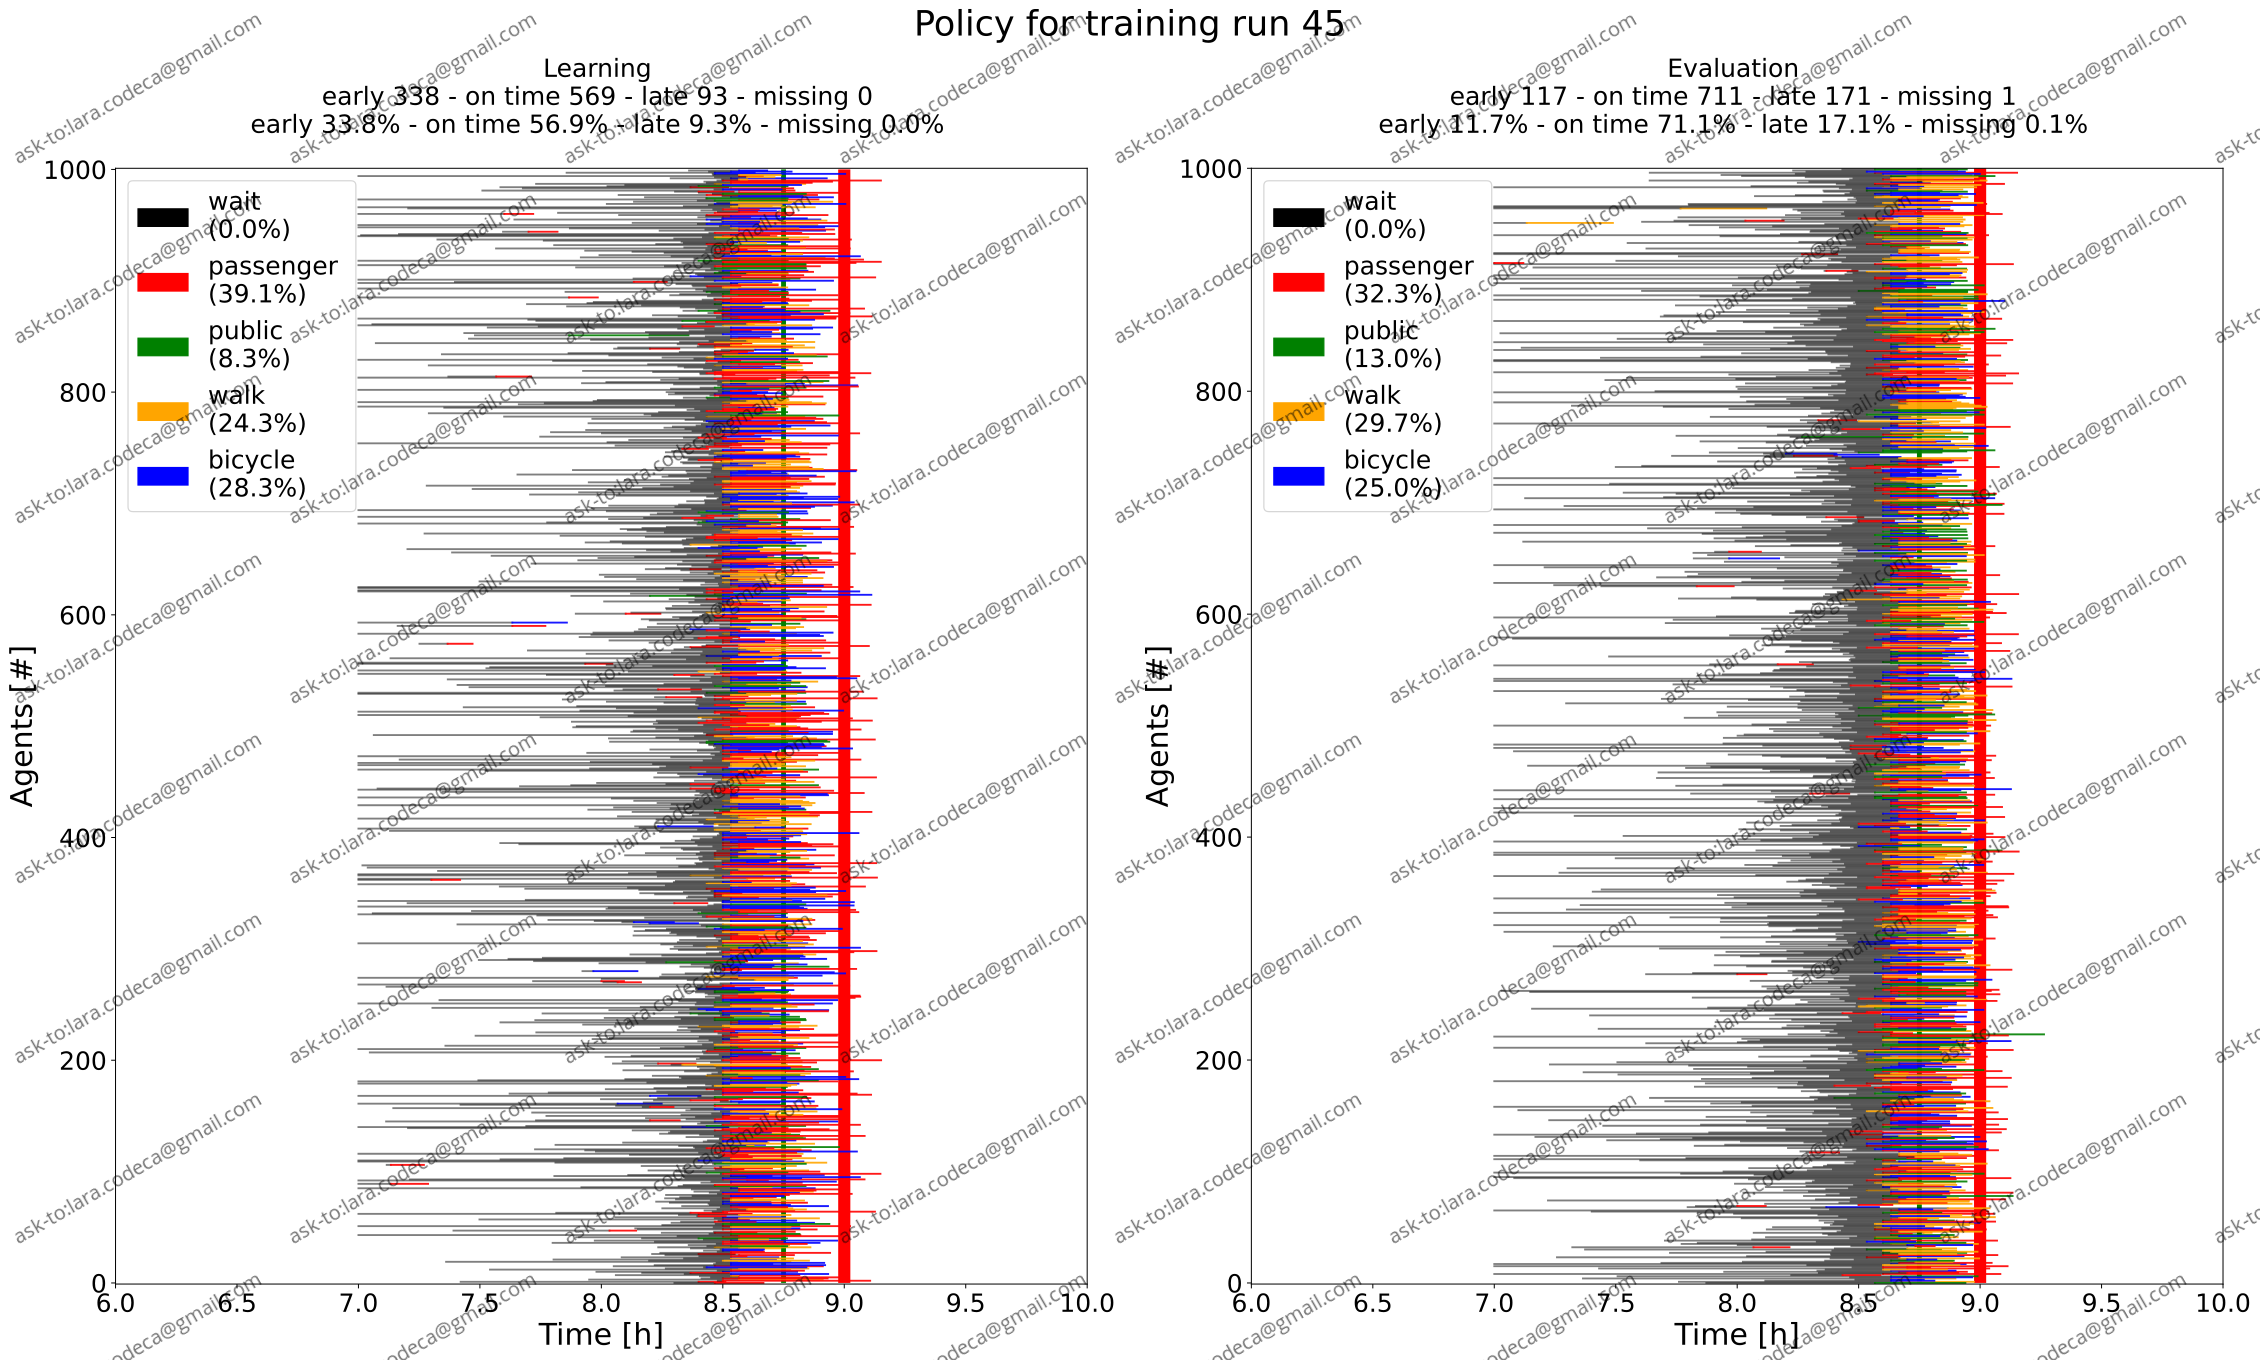 Policy for training run 45
Learning
early 338 - on time 569 - late 93 - missing 0
early 33.8% - on time 56.9% - late 9.3% - missing 0.0%
1000
800
600
400
200
0
Agents [#]
wait
(0.0%)
passenger
(39.1%)
public
(8.3%)
walk
(24.3%)
bicycle
(28.3%)
6.0 6.5 7.0 7.5 8.0 8.5 9.0 9.5 10.0
Time [h]
Evaluation
early 117 - on time 711 - late 171 - missing 1
early 11.7% - on time 71.1% - late 17.1% - missing 0.1%
1000
800
600
400
200
0
Agents [#]
wait
(0.0%)
passenger
(32.3%)
public
(13.0%)
walk
(29.7%)
bicycle
(25.0%)
6.0 6.5 7.0 7.5 8.0 8.5 9.0 9.5 10.0
Time [h]
ask-to:lara.codeca@gmail.com